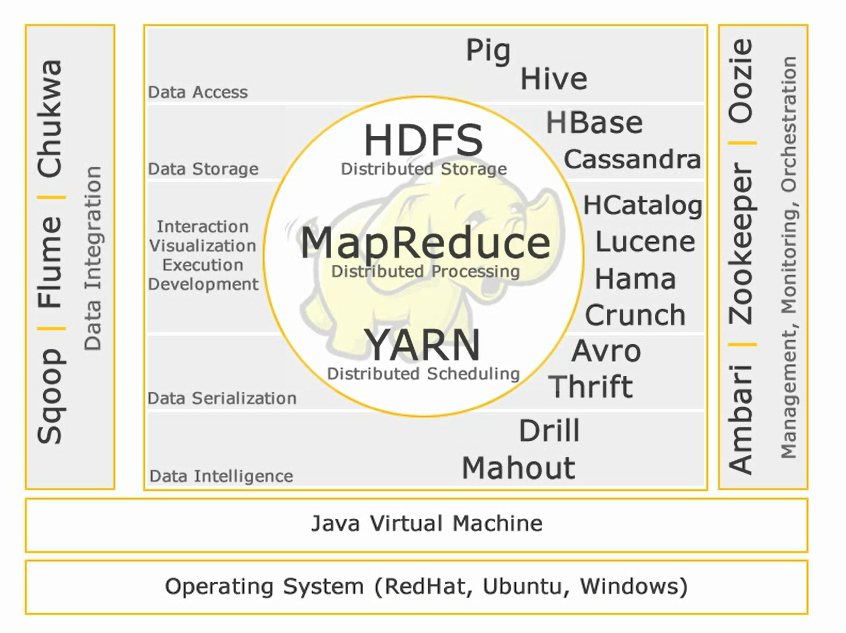 Sqoop | Flume | Chukwa
Data Integration
Data Access
Pig
Hive
Data Storage
HBase
Cassandra
Interaction
Visualization
Execution
Development
HCatalog
Lucene
Hama
Crunch
Data Serialization
Avro
Thrift
Data Intelligence
Drill
Mahout
HDFS
Distributed Storage
MapReduce
Distributed Processing
YARN
Distributed Scheduling
Ambari | Zookeeper | Oozie
Management, Monitoring, Orchestration
Java Virtual Machine
Operating System (RedHat, Ubuntu, Windows)